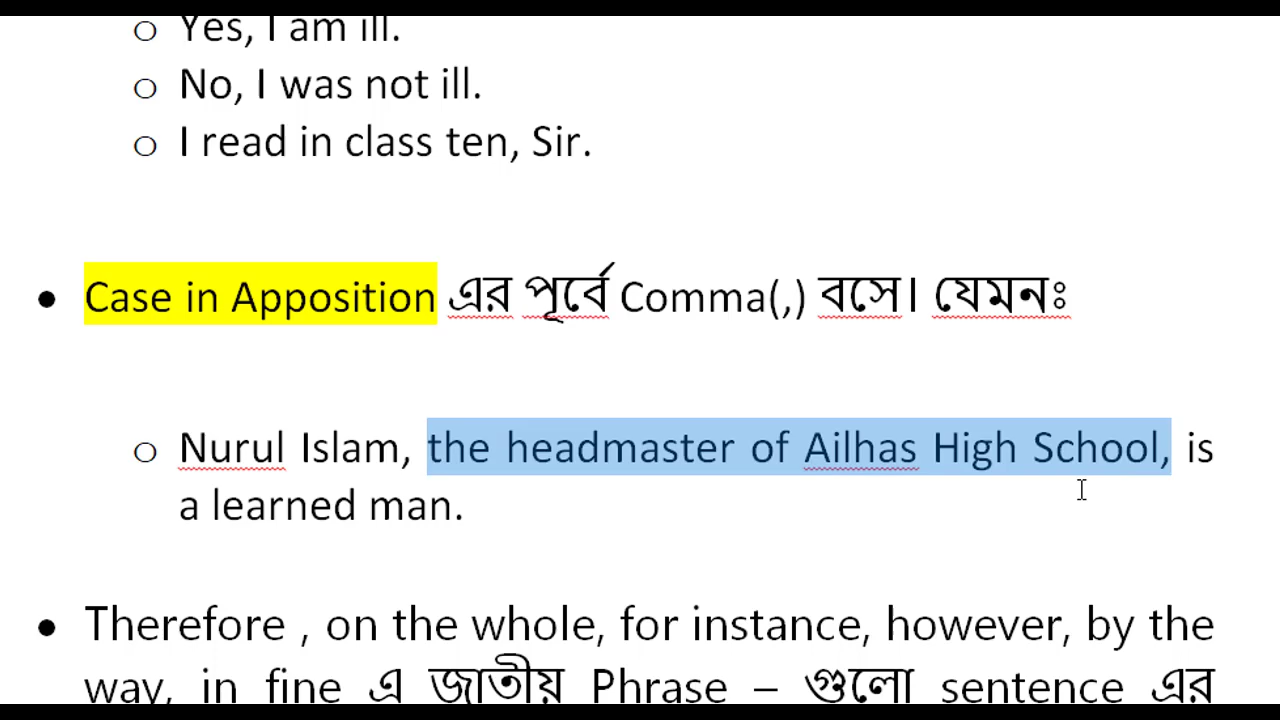 o Yes, I am ill.
o No, I was not ill.
o I read in class ten, Sir.
• Case in Apposition এর পূর্বে Comma(,) বসে। যেমনঃ
o Nurul Islam, the headmaster of Ailhas High School, is
a learned man.
• Therefore , on the whole, for instance, however, by the
way, in fine এ জাতীয় Phrase – গুলো sentence এর